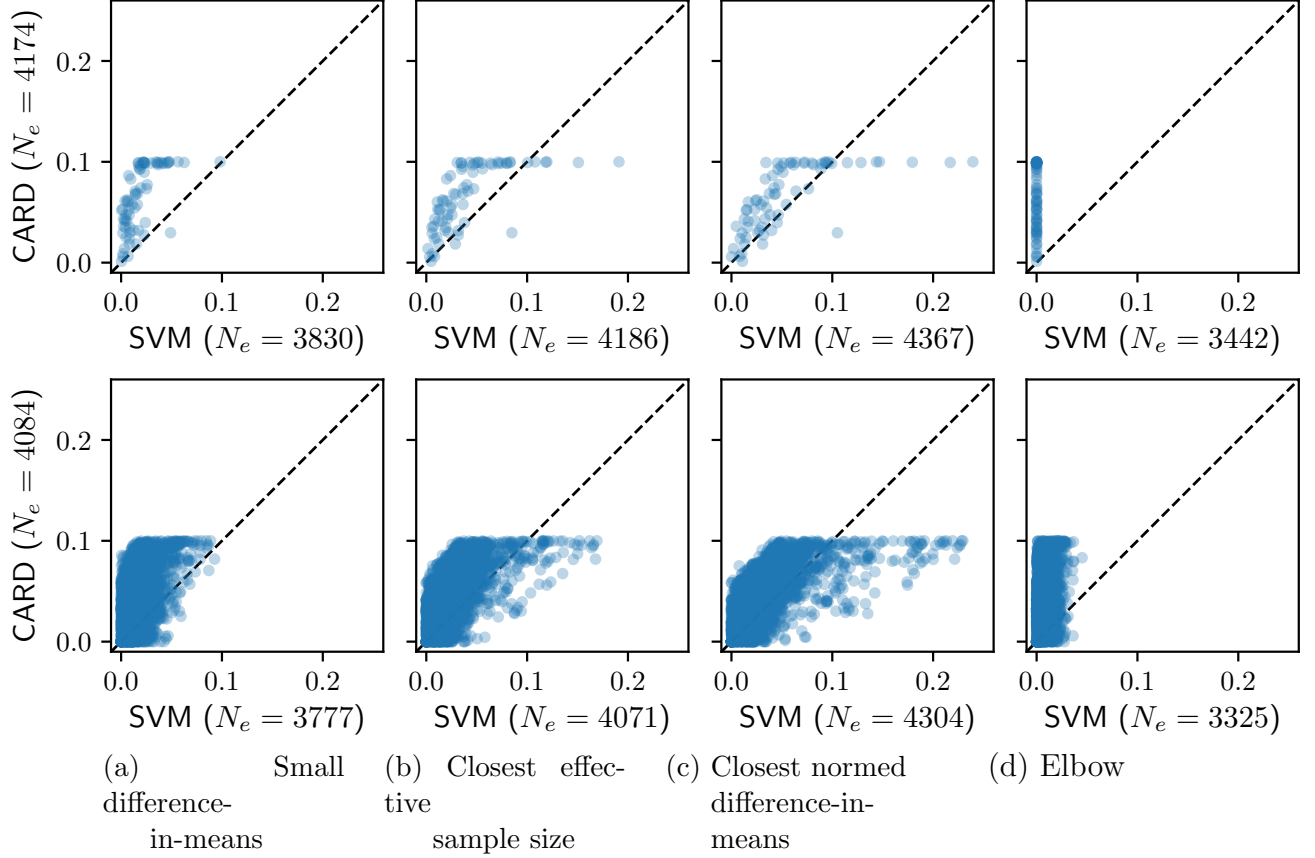 CARD (N_e = 4174)
0.2
0.1
0.0
0.0 0.1 0.2
0.0 0.1 0.2
0.0 0.1 0.2
0.0 0.1 0.2
SVM (N_e = 3830)
SVM (N_e = 4186)
SVM (N_e = 4367)
SVM (N_e = 3442)
CARD (N_e = 4084)
0.2
0.1
0.0
0.0 0.1 0.2
0.0 0.1 0.2
0.0 0.1 0.2
0.0 0.1 0.2
SVM (N_e = 3777)
SVM (N_e = 4071)
SVM (N_e = 4304)
SVM (N_e = 3325)
(a) Small
difference-
in-means
(b) Closest effec-
tive
sample size
(c) Closest normed
difference-in-
means
(d) Elbow